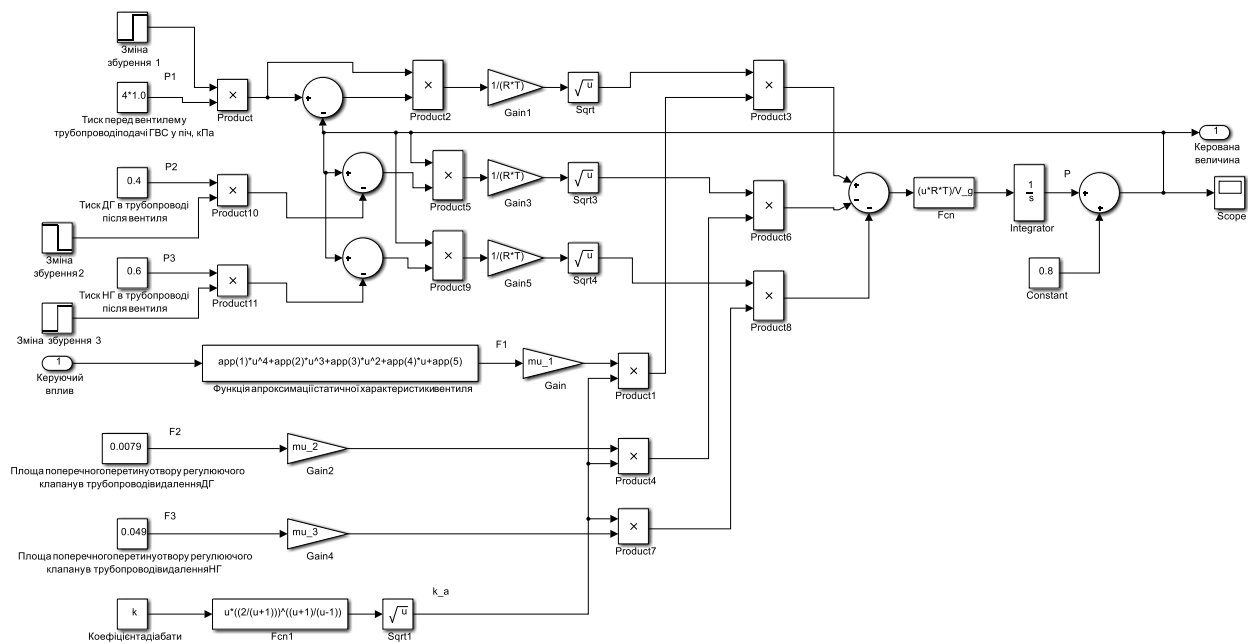 Зміна
збурення 1
P1
4*1.0
×
Product
Тиск перед вентилему
трубопроводіподачі ГВС у піч, кПа
×
Product2
1/(R*T)
Gain1
√u
Sqrt
×
Product3
P2
0.4
Тиск ДГ в трубопроводі
після вентиля
×
Product10
Зміна
збурення2
×
Product5
1/(R*T)
Gain3
√u
Sqrt3
×
Product6
P3
0.6
Тиск НГ в трубопроводі
після вентиля
×
Product11
Зміна збурення 3
×
Product9
1/(R*T)
Gain5
√u
Sqrt4
×
Product8
(u*R*T)/V_g
Fcn
1
s
Integrator
P
0.8
Constant
1
Керована
величина
Scope
1
Керуючий
вплив
app(1)*u^4+app(2)*u^3+app(3)*u^2+app(4)*u+app(5)
Функція апроксимаціїстатичної характеристикивентиля
F1
mu_1
Gain
×
Product1
F2
0.0079
Площа поперечногоперетинуотвору регулюючого
клапанув трубопроводівидаленняДГ
mu_2
Gain2
×
Product4
F3
0.049
Площа поперечногоперетинуотвору регулюючого
клапанув трубопроводівидаленняНГ
mu_3
Gain4
×
Product7
k
Коефіцієнтадіабати
u*((2/(u+1)))^((u+1)/(u-1))
Fcn1
√u
Sqrt1
k_a